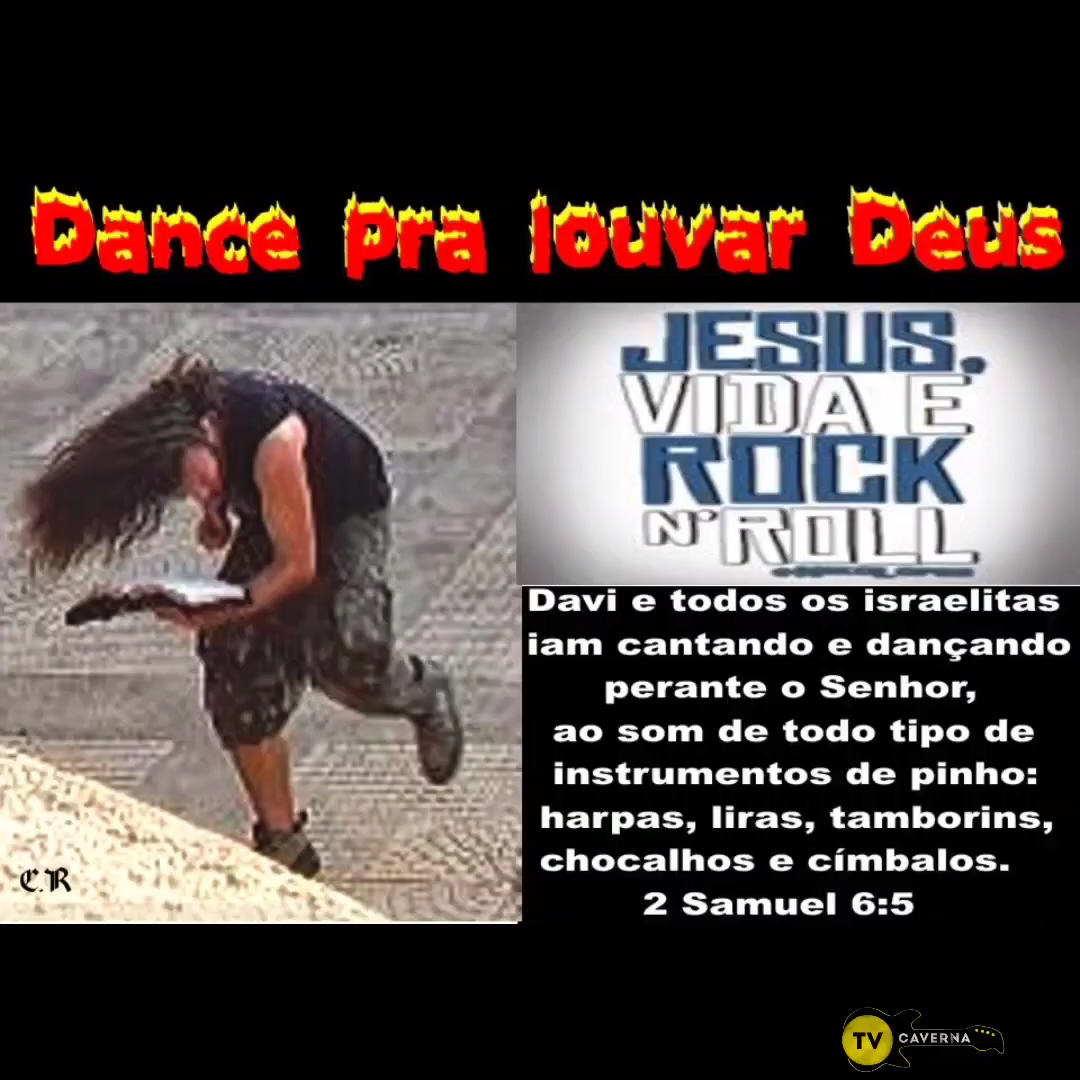 Dance pra louvar Deus
JESUS,
VIDA E
ROCK
N' ROLL
Davi e todos os israelitas
iam cantando e dançando
perante o Senhor,
ao som de todo tipo de
instrumentos de pinho:
harpas, liras, tamborins,
chocalhos e címbalos.
2 Samuel 6:5
C.R
TV CAVERNA